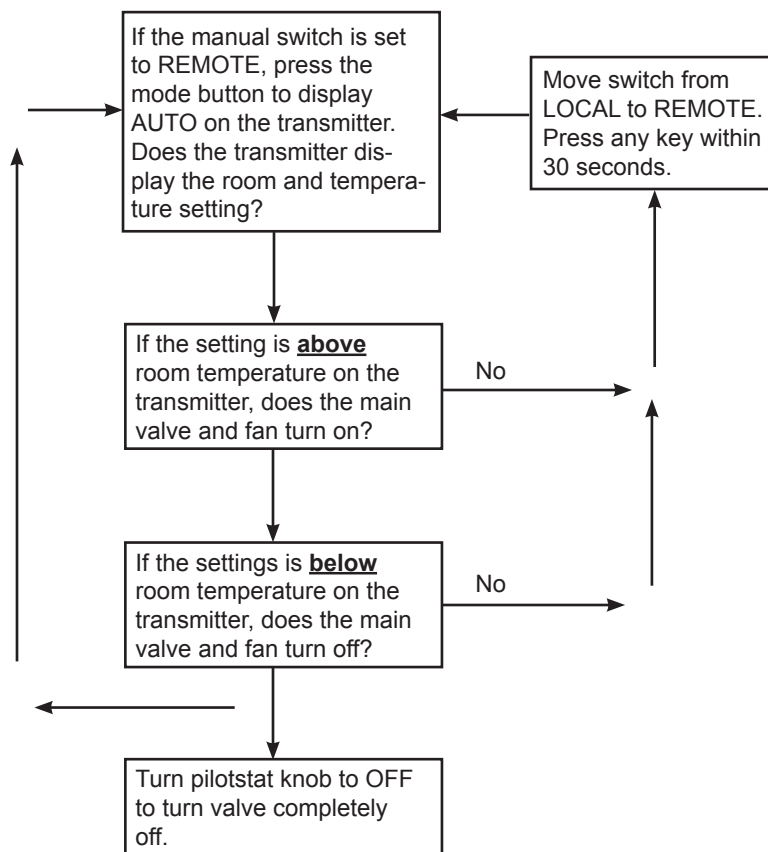 If the manual switch is set
to REMOTE, press the
mode button to display
AUTO on the transmitter.
Does the transmitter dis-
play the room and tempera-
ture setting?
Move switch from
LOCAL to REMOTE.
Press any key within
30 seconds.
If the setting is above
room temperature on the
transmitter, does the main
valve and fan turn on?
No
If the settings is below
room temperature on the
transmitter, does the main
valve and fan turn off?
No
Turn pilotstat knob to OFF
to turn valve completely
off.